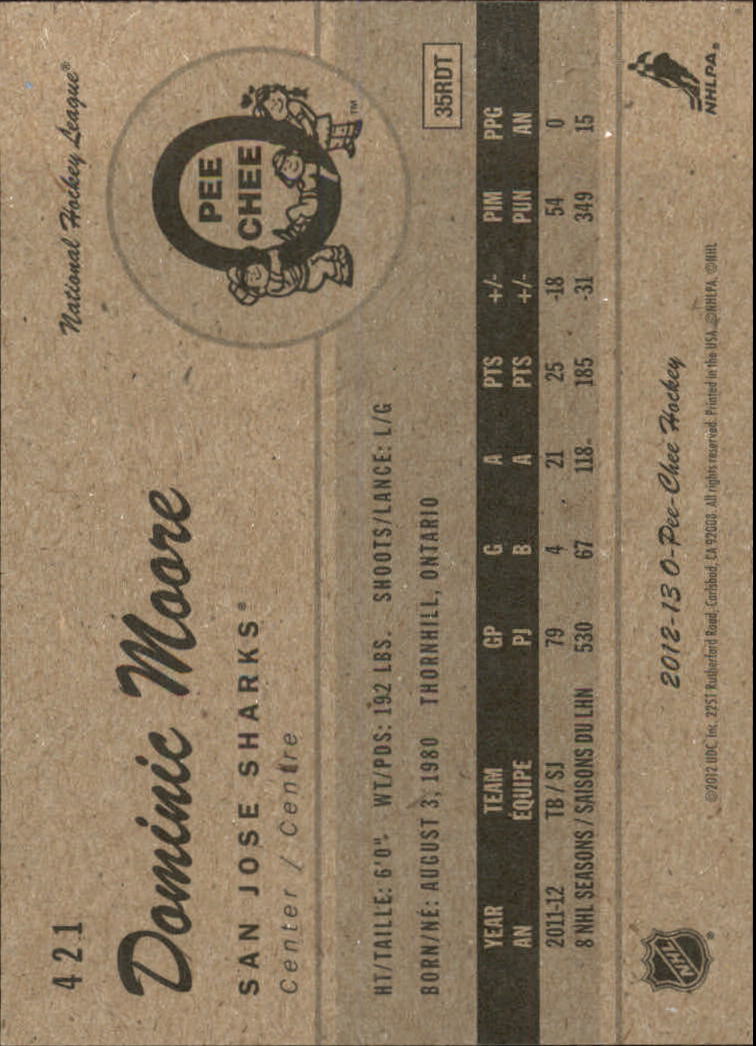 421
National Hockey League®
Dominic Moore
SAN JOSE SHARKS®
Center / Centre
PEE
CHEE
TM
HT/TAILLE: 6'0" WT/PDS: 192 LBS. SHOOTS/LANCE: L/G
BORN/NÉ: AUGUST 3, 1980 THORNHILL, ONTARIO
35RDT
YEAR TEAM GP G A PTS +/- PIM PPG
AN ÉQUIPE PJ B A PTS +/- PUN AN
2011-12 TB / SJ 79 4 21 25 -18 54 0
8 NHL SEASONS / SAISONS DU LHN 530 67 118 185 -31 349 15
NHL
®
2012-13 O-Pee-Chee Hockey
©2012 UDC, Inc. 2251 Rutherford Road, Carlsbad, CA 92008. All rights reserved. Printed in the USA. ©NHLPA. ©NHL
NHLPA®